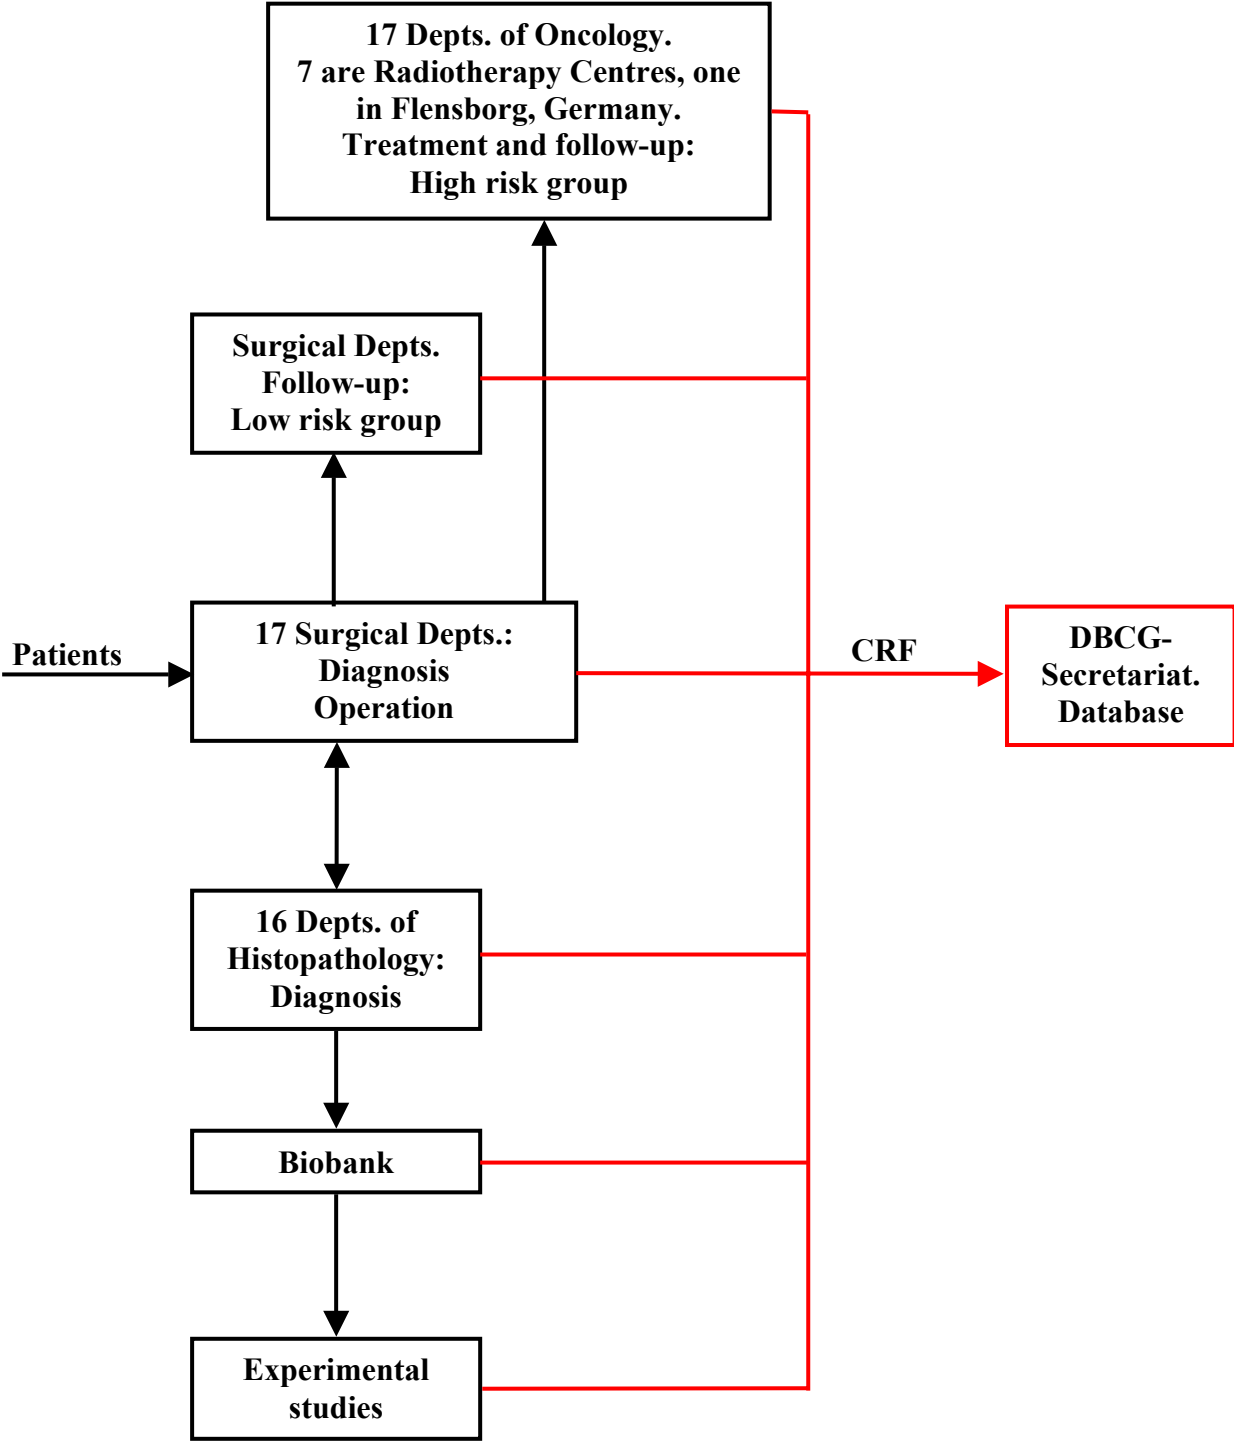 17 Depts. of Oncology.
7 are Radiotherapy Centres, one
in Flensborg, Germany.
Treatment and follow-up:
High risk group
Surgical Depts.
Follow-up:
Low risk group
Patients
17 Surgical Depts.:
Diagnosis
Operation
CRF
DBCG-
Secretariat.
Database
16 Depts. of
Histopathology:
Diagnosis
Biobank
Experimental
studies